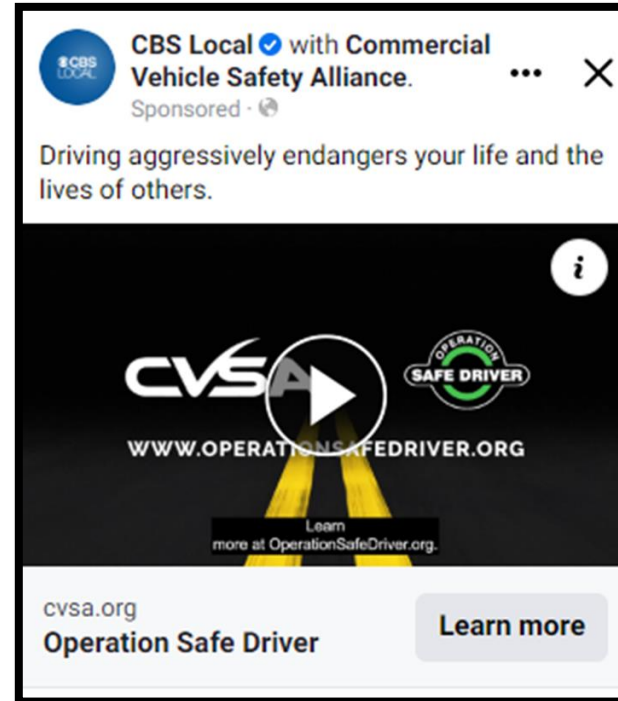 CBS Local with Commercial
Vehicle Safety Alliance.
Sponsored ·
Driving aggressively endangers your life and the
lives of others.
CBS
LOCAL
i
CVSA
OPERATION
SAFE DRIVER
WWW.OPERATIONSAFEDRIVER.ORG
Learn
more at OperationSafeDriver.org.
cvsa.org
Operation Safe Driver
Learn more